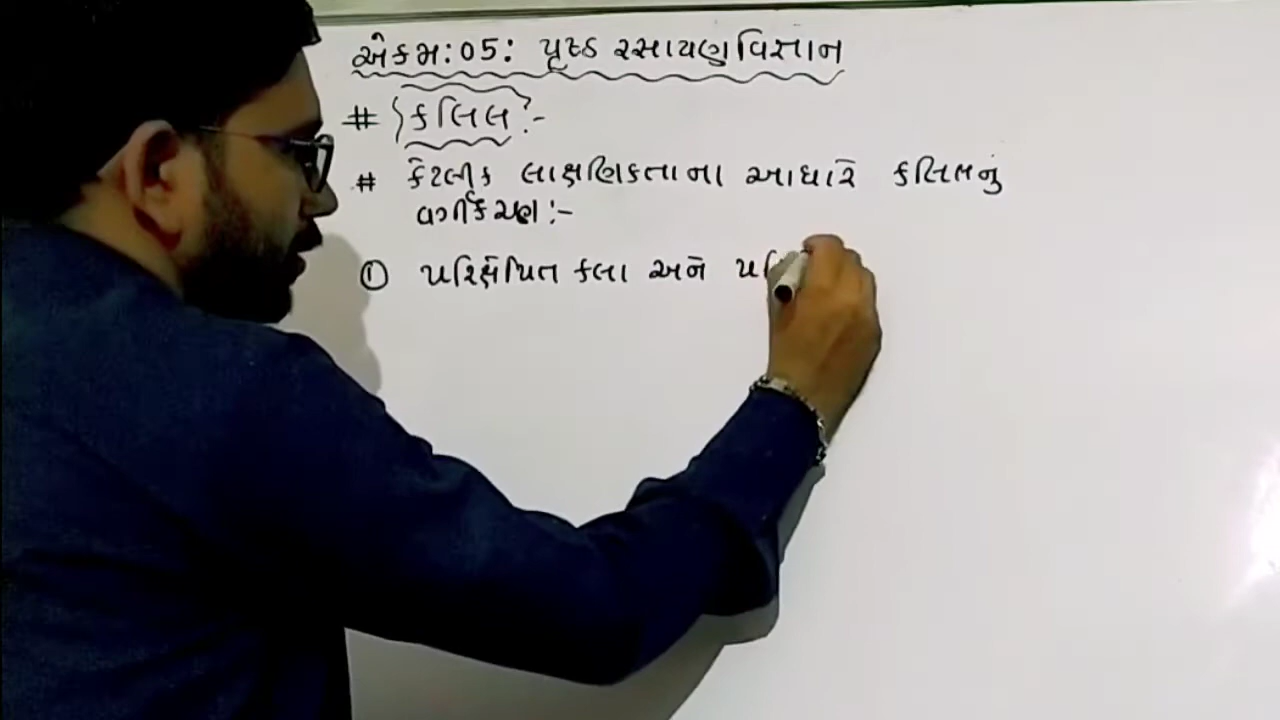 એકમ:05: પૃષ્ઠ રસાયણવિજ્ઞાન
# કલિલ:-
# કેટલીક લાક્ષણિકતાના આધારે કલિલનું
વર્ગીકરણ:-
① પરિક્ષેપિત કલા અને